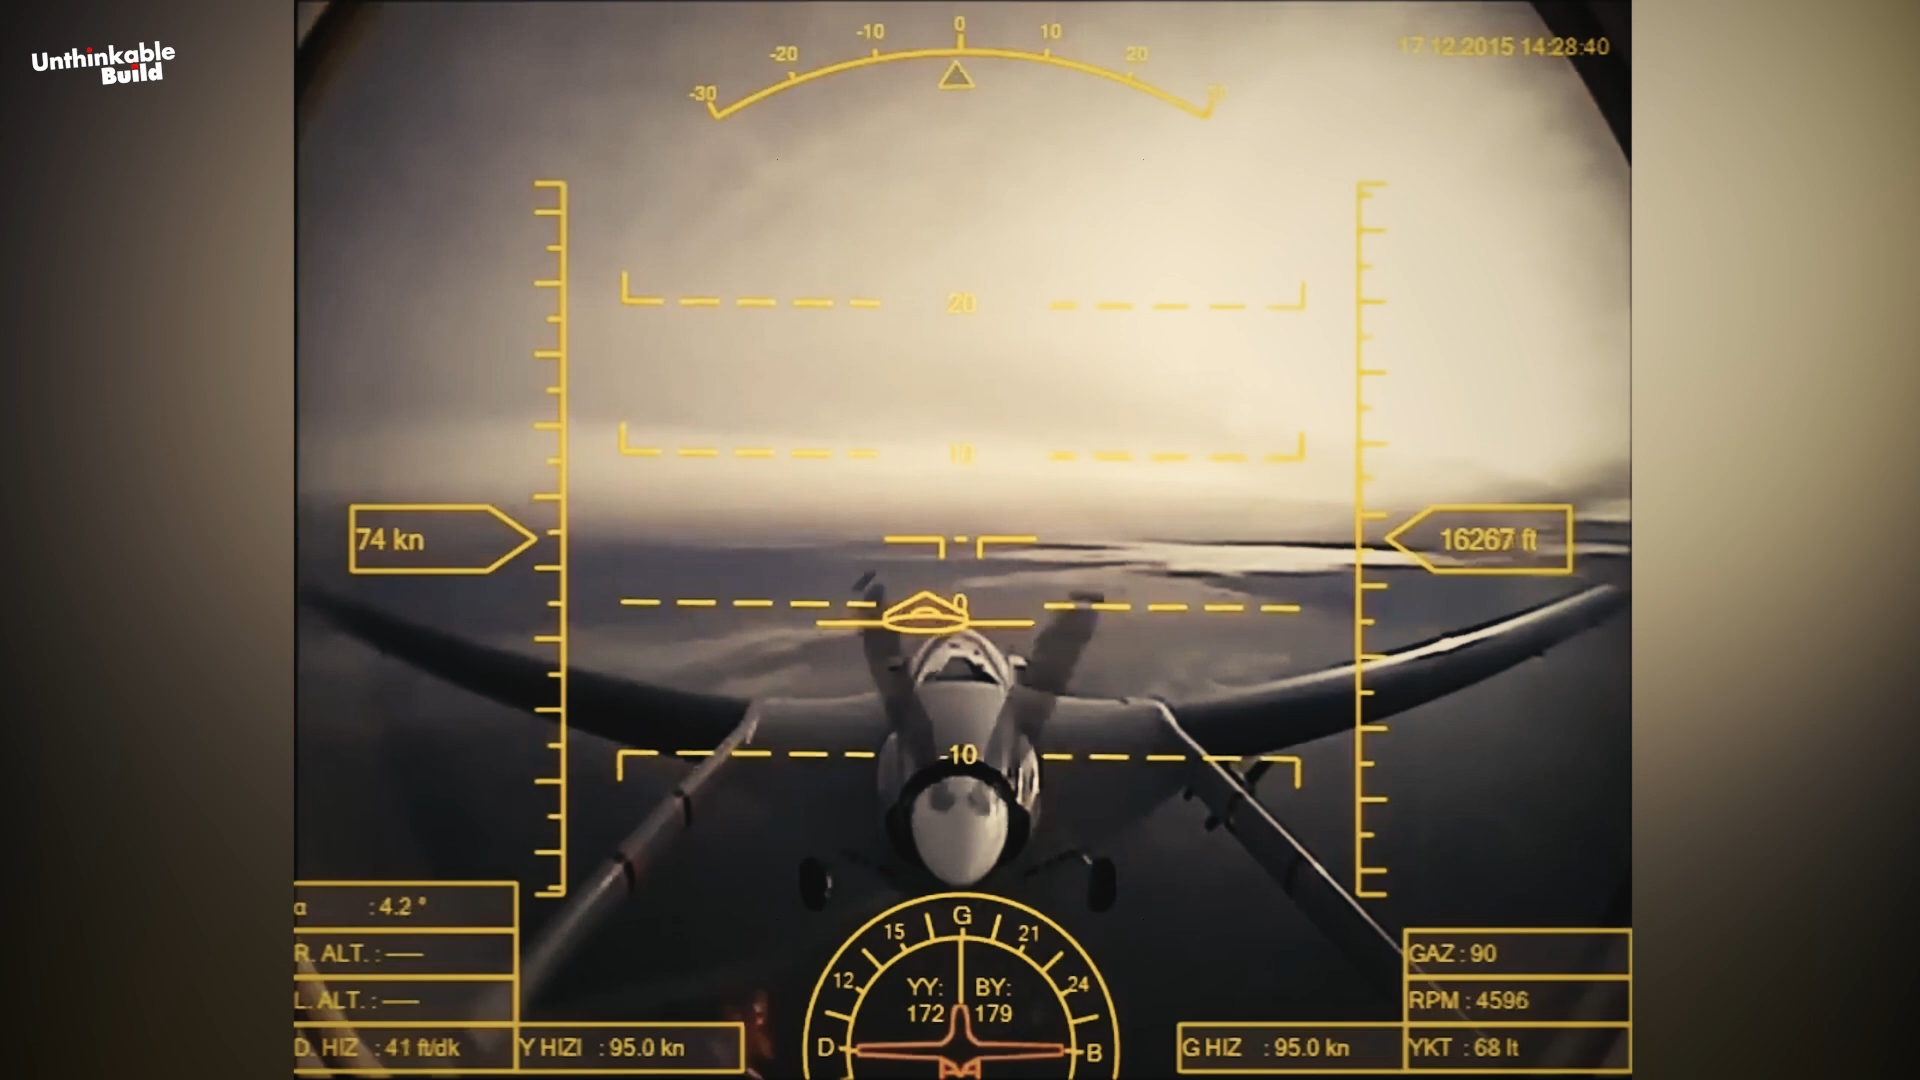 Unthinkable
Build
17.12.2015 14:28:40
-30 -20 -10 0 10 20
20
10
74 kn
16267 ft
0
-10
α : 4.2 °
R. ALT. : ----
L. ALT. : ----
D. HIZ : 41 ft/dk
Y HIZI : 95.0 kn
D 12 15 G 21 24 B
YY: BY:
172 179
GAZ : 90
RPM : 4596
G HIZ : 95.0 kn
YKT : 68 lt